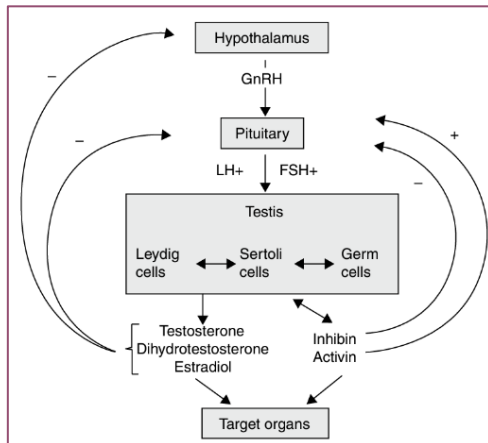 Hypothalamus
–
GnRH
–
+
Pituitary
LH+ FSH+
–
Testis
Leydig Sertoli Germ
cells cells cells
Testosterone
Dihydrotestosterone
Estradiol
Inhibin
Activin
Target organs